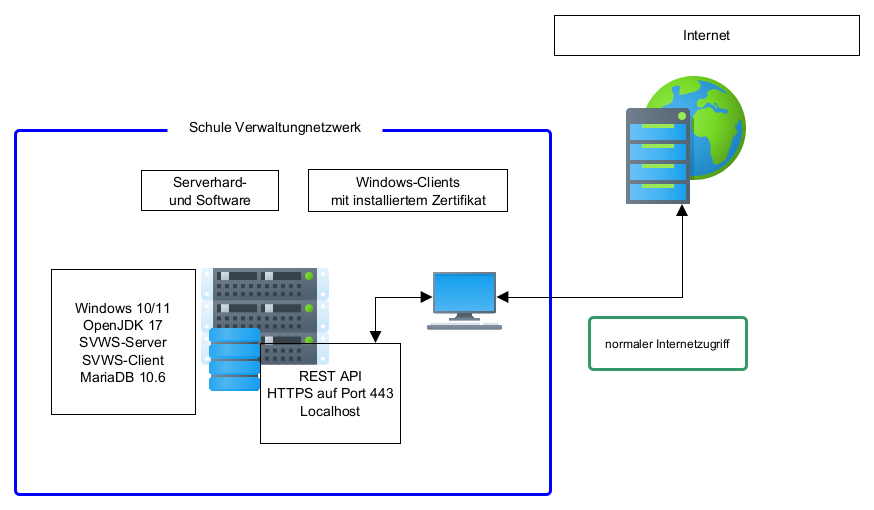 Internet
Schule Verwaltungnetzwerk
Serverhard-
und Software
Windows-Clients
mit installiertem Zertifikat
Windows 10/11
OpenJDK 17
SVWS-Server
SVWS-Client
MariaDB 10.6
REST API
HTTPS auf Port 443
Localhost
normaler Internetzugriff